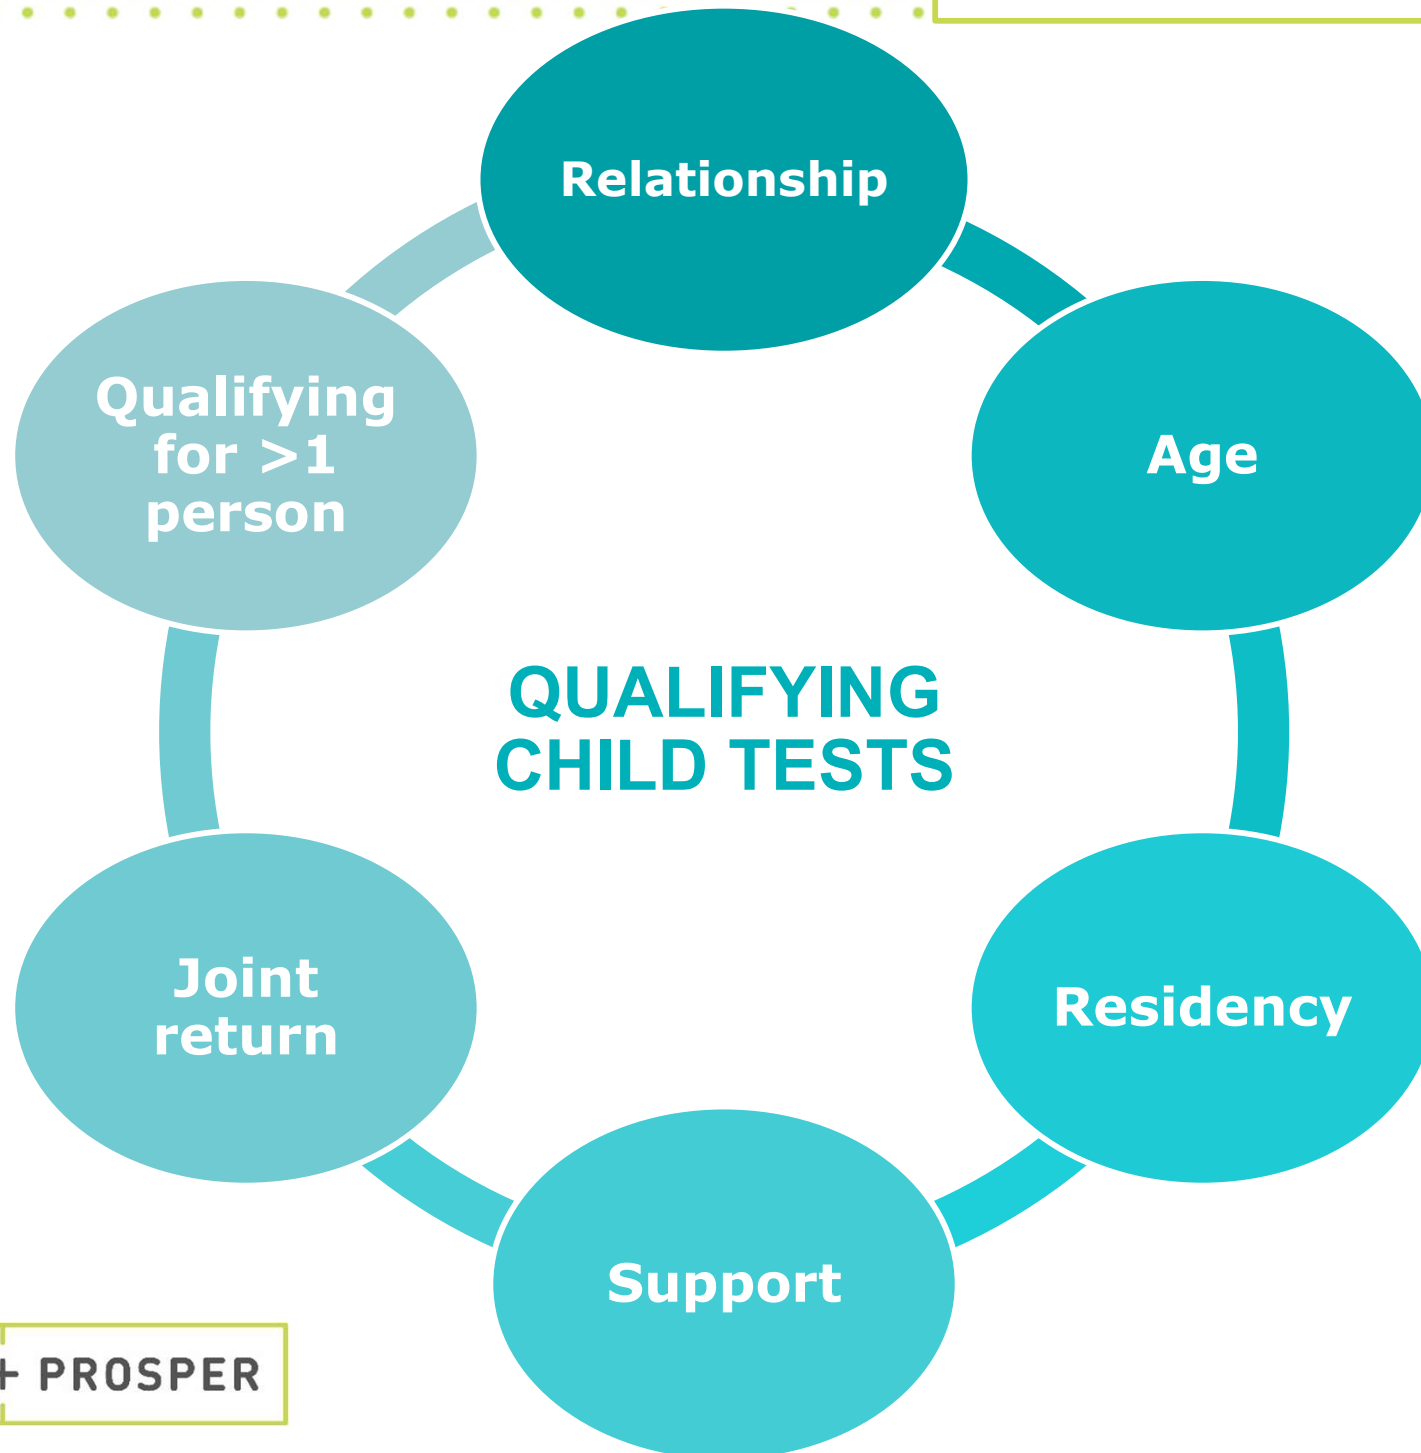 Relationship
Qualifying
for >1
person
Age
QUALIFYING
CHILD TESTS
Joint
return
Residency
Support
+ PROSPER